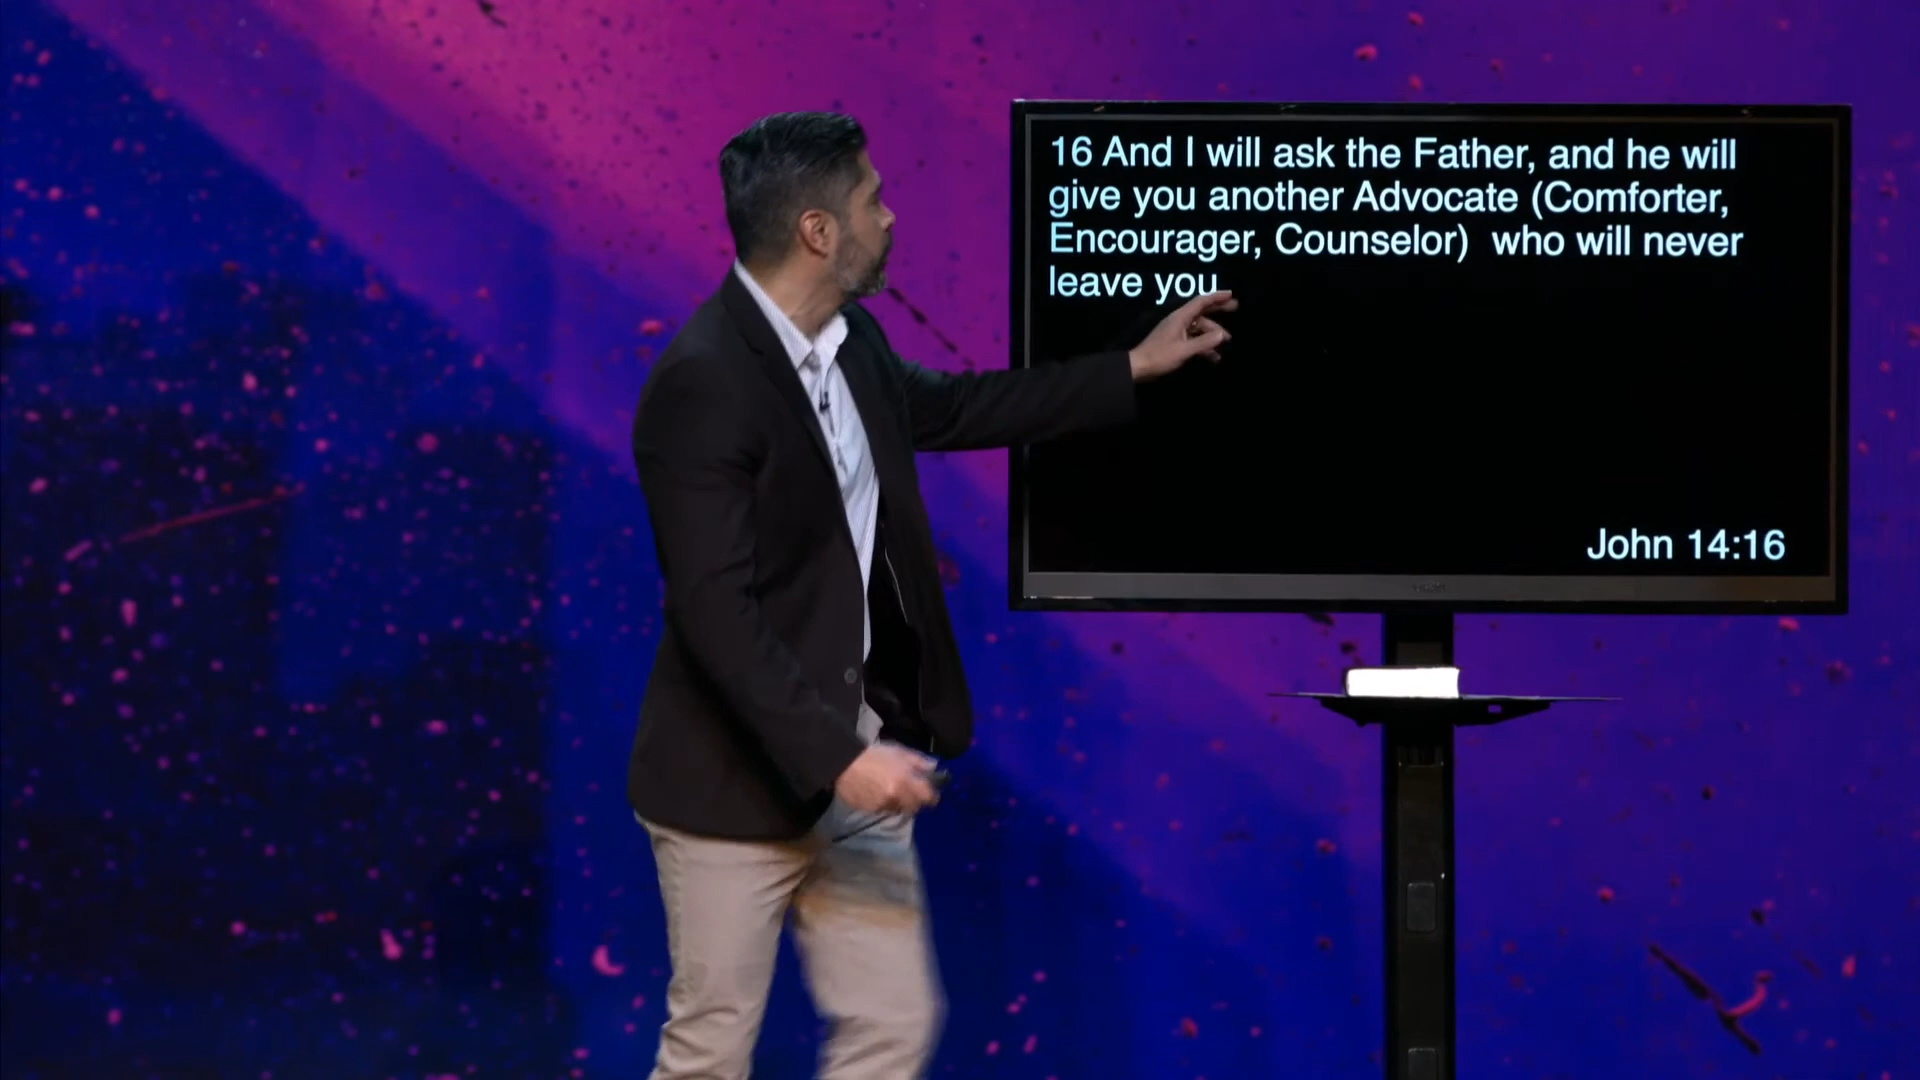 16 And I will ask the Father, and he will
give you another Advocate (Comforter,
Encourager, Counselor)  who will never
leave you.
John 14:16